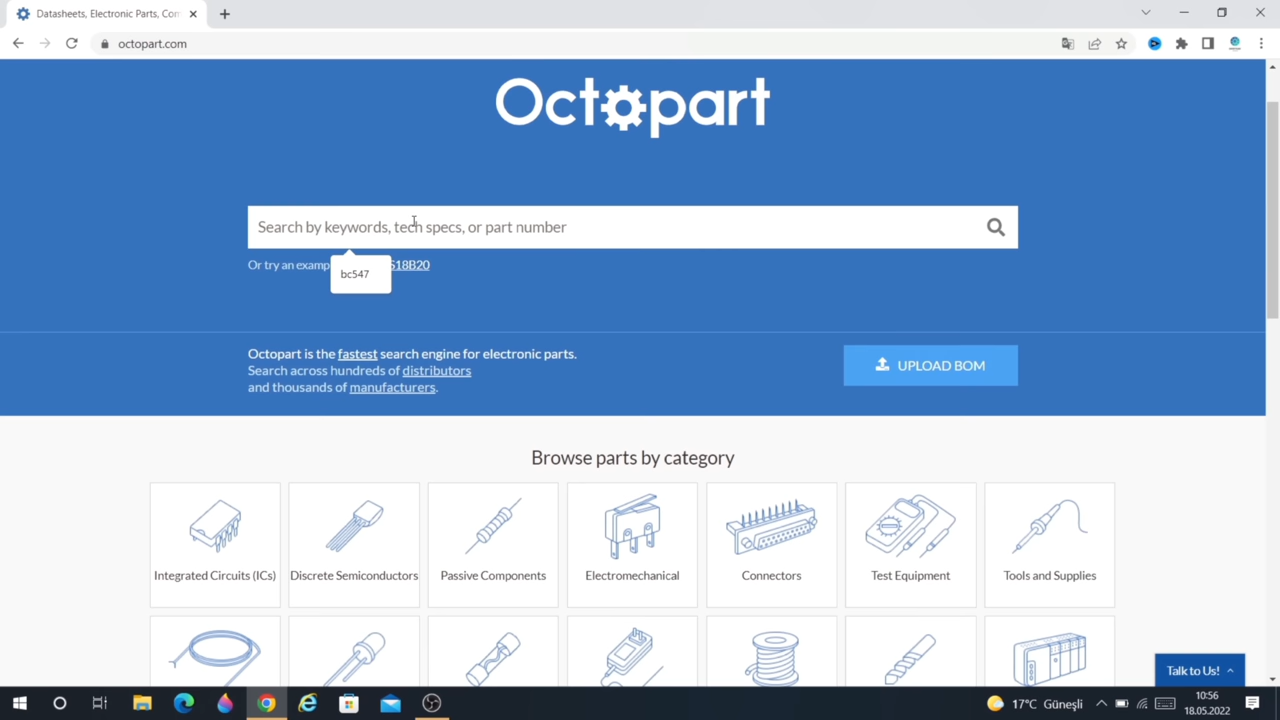 Datasheets, Electronic Parts, Com
octopart.com
Octopart
Search by keywords, tech specs, or part number
Or try an examp
S18B20
bc547
Octopart is the fastest search engine for electronic parts.
Search across hundreds of distributors
and thousands of manufacturers.
UPLOAD BOM
Browse parts by category
Integrated Circuits (ICs)
Discrete Semiconductors
Passive Components
Electromechanical
Connectors
Test Equipment
Tools and Supplies
Talk to Us!
17°C Güneşli
10:56
18.05.2022